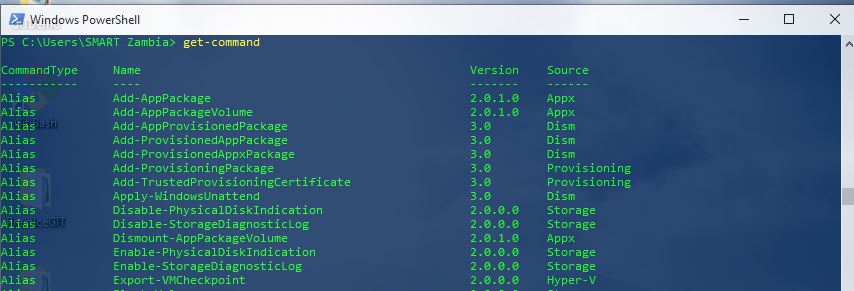 Windows PowerShell
PS C:\Users\SMART Zambia> get-command
CommandType Name Version Source
----------- ---- ------- ------
Alias Add-AppPackage 2.0.1.0 Appx
Alias Add-AppPackageVolume 2.0.1.0 Appx
Alias Add-AppProvisionedPackage 3.0 Dism
Alias Add-ProvisionedAppPackage 3.0 Dism
Alias Add-ProvisionedAppxPackage 3.0 Dism
Alias Add-ProvisioningPackage 3.0 Provisioning
Alias Add-TrustedProvisioningCertificate 3.0 Provisioning
Alias Apply-WindowsUnattend 3.0 Dism
Alias Disable-PhysicalDiskIndication 2.0.0.0 Storage
Alias Disable-StorageDiagnosticLog 2.0.0.0 Storage
Alias Dismount-AppPackageVolume 2.0.1.0 Appx
Alias Enable-PhysicalDiskIndication 2.0.0.0 Storage
Alias Enable-StorageDiagnosticLog 2.0.0.0 Storage
Alias Export-VMCheckpoint 2.0.0.0 Hyper-V